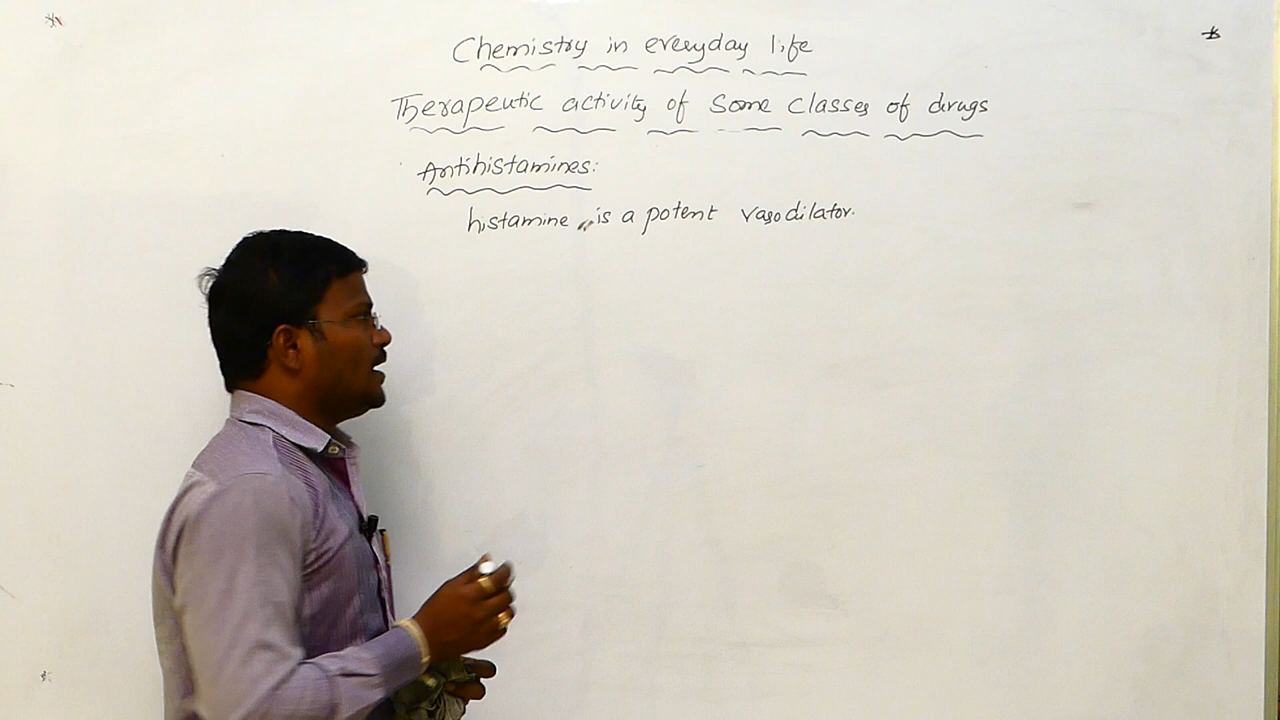 Chemistry in everyday life
Therapeutic activity of Some Classes of drugs
Antihistamines:
histamine is a potent vasodilator.